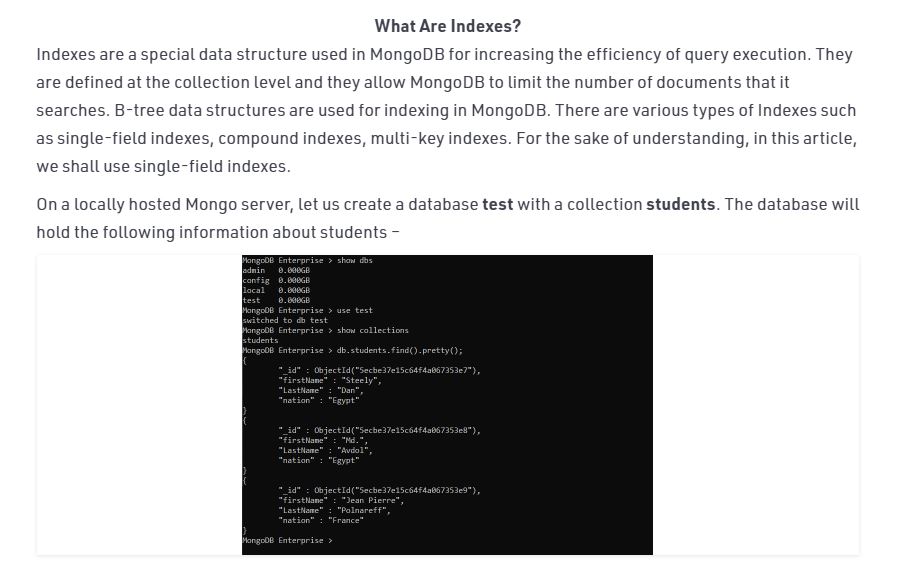 What Are Indexes?
Indexes are a special data structure used in MongoDB for increasing the efficiency of query execution. They
are defined at the collection level and they allow MongoDB to limit the number of documents that it
searches. B-tree data structures are used for indexing in MongoDB. There are various types of Indexes such
as single-field indexes, compound indexes, multi-key indexes. For the sake of understanding, in this article,
we shall use single-field indexes.
On a locally hosted Mongo server, let us create a database test with a collection students. The database will
hold the following information about students –
MongoDB Enterprise > show dbs
admin   0.000GB
config  0.000GB
local   0.000GB
test    0.000GB
MongoDB Enterprise > use test
switched to db test
MongoDB Enterprise > show collections
students
MongoDB Enterprise > db.students.find().pretty();
{
        "_id" : ObjectId("5ecbe37e15c64f4a067353e7"),
        "firstName" : "Steely",
        "LastName" : "Dan",
        "nation" : "Egypt"
}
{
        "_id" : ObjectId("5ecbe37e15c64f4a067353e8"),
        "firstName" : "Md.",
        "LastName" : "Avdol",
        "nation" : "Egypt"
}
{
        "_id" : ObjectId("5ecbe37e15c64f4a067353e9"),
        "firstName" : "Jean Pierre",
        "LastName" : "Polnareff",
        "nation" : "France"
}
MongoDB Enterprise >